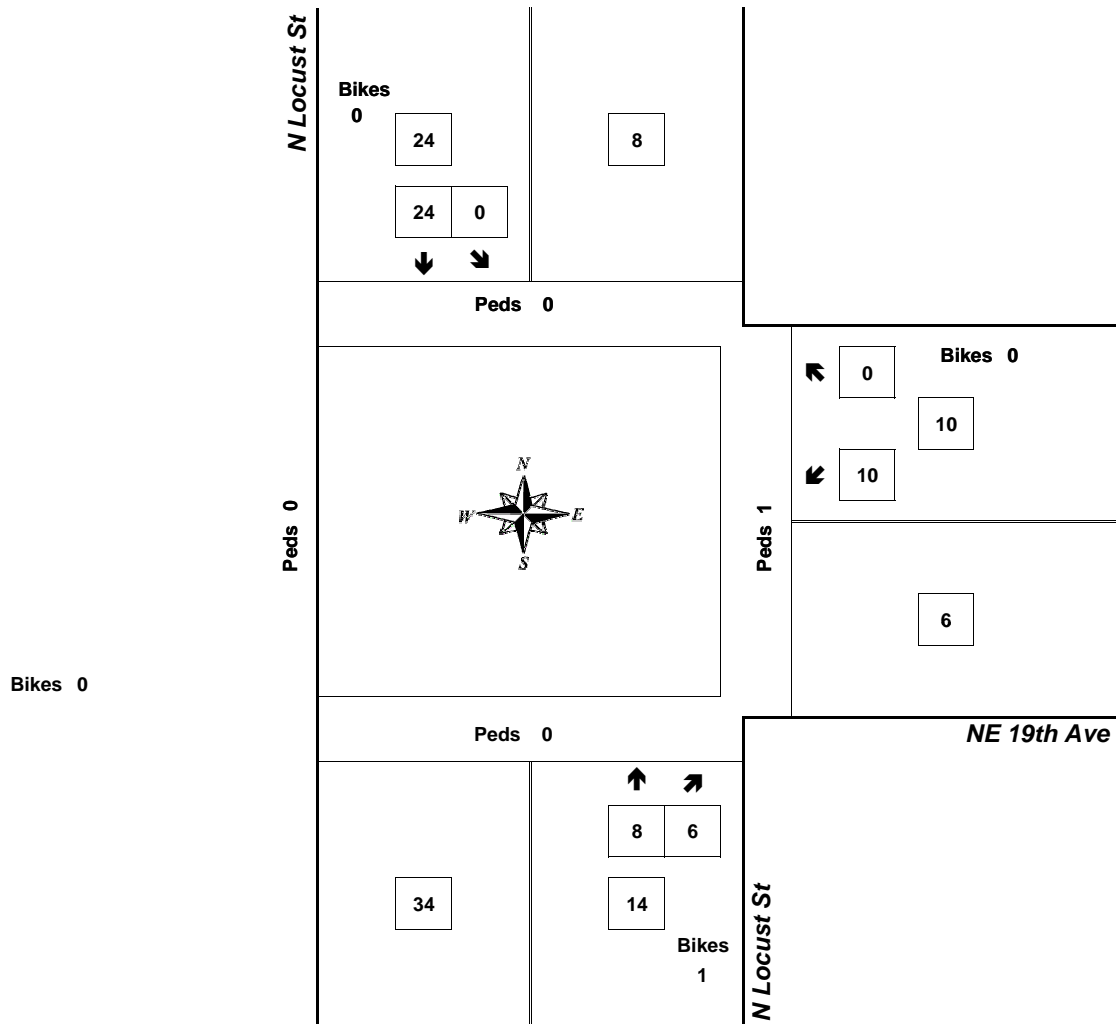 N Locust St
Bikes
0
24
8
24 0
Peds 0
0
Bikes 0
10
10
N
W E
S
Peds 0
Peds 1
6
Bikes 0
Peds 0
NE 19th Ave
8 6
34
14
Bikes
1
N Locust St